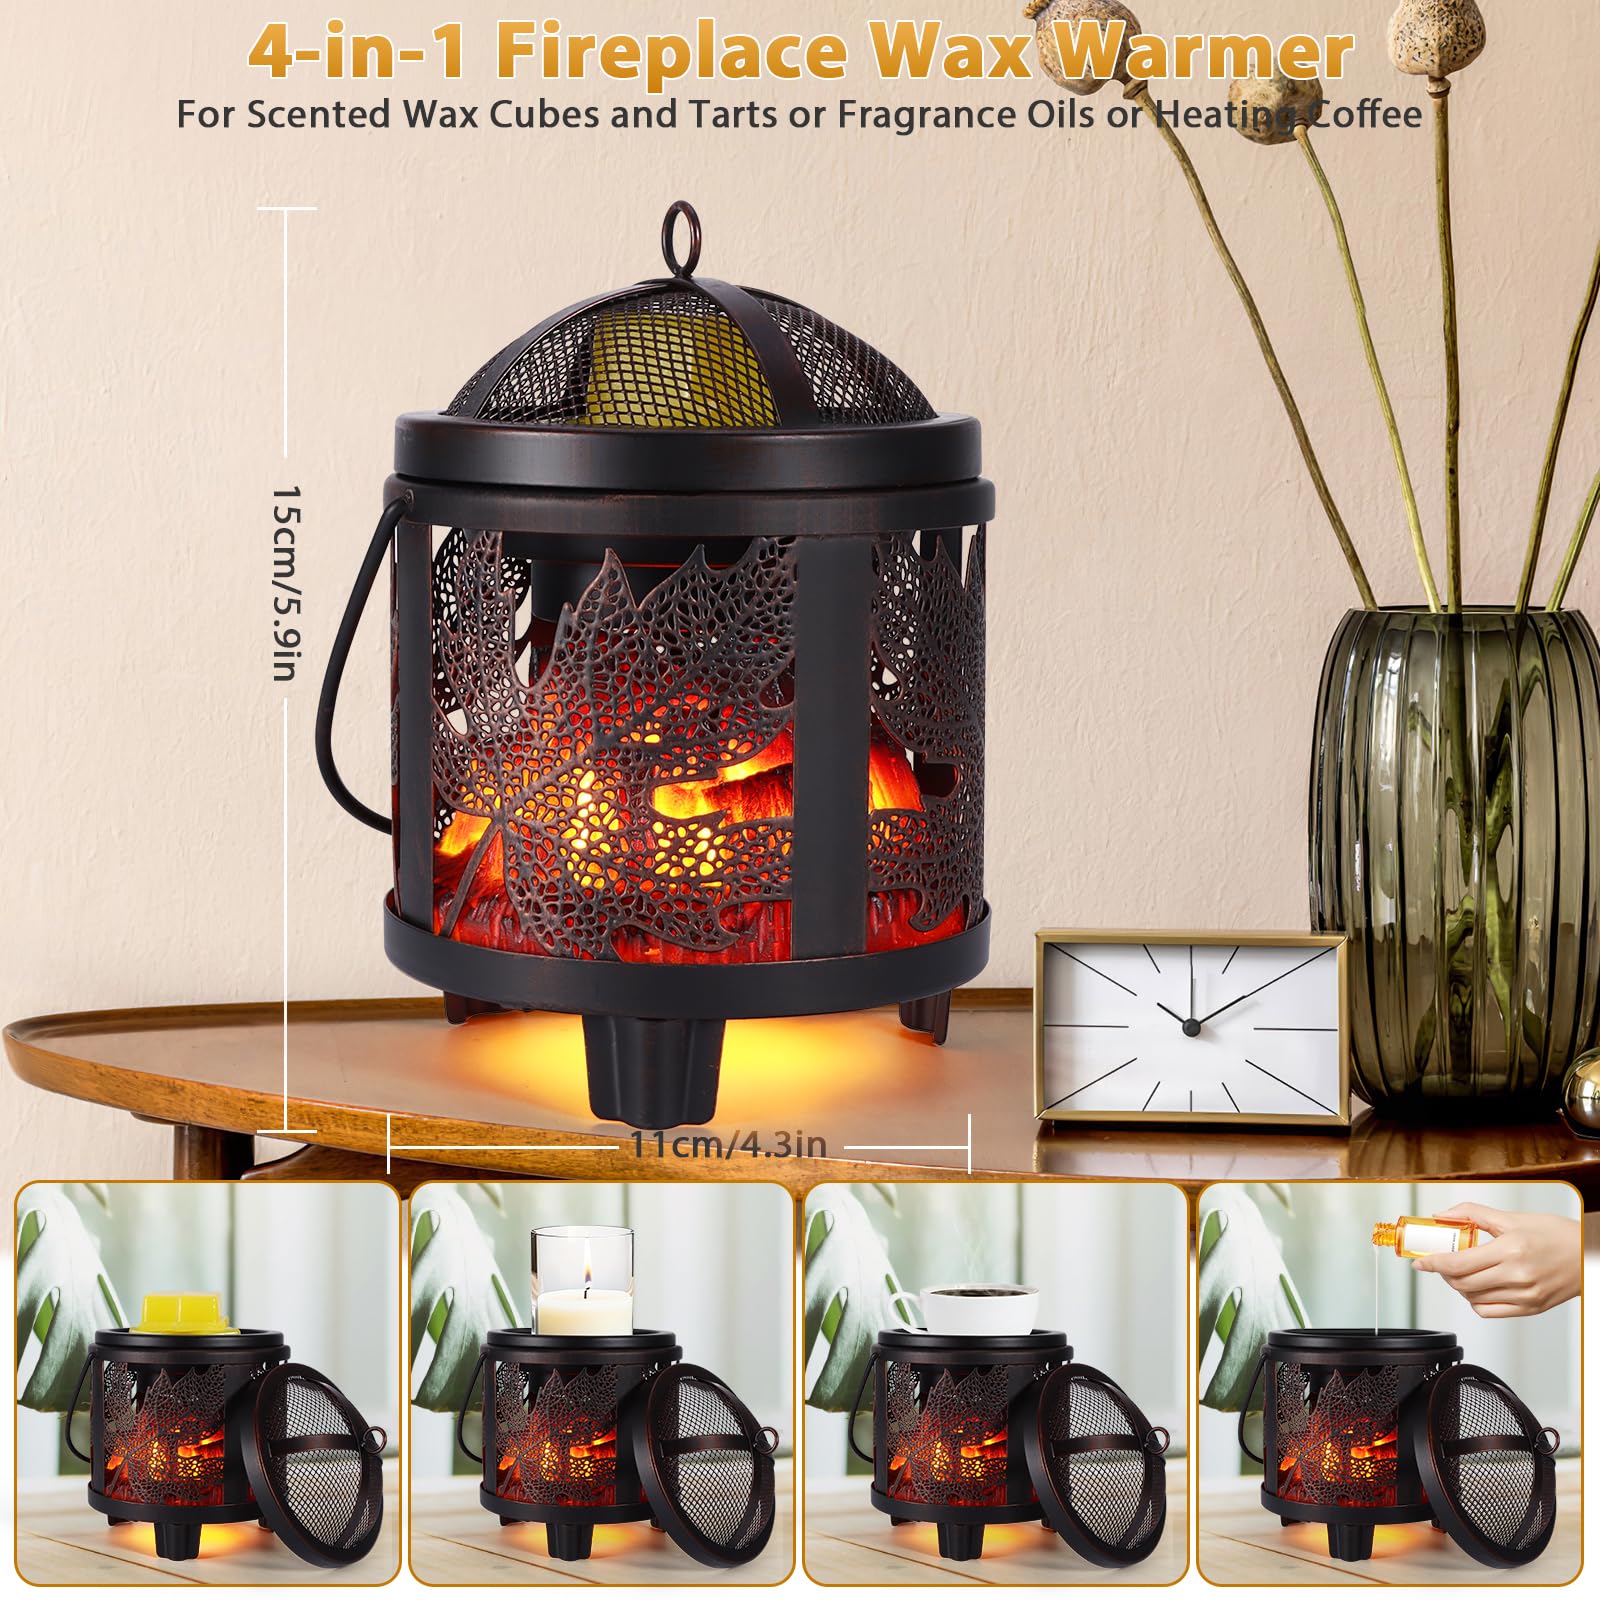 4-in-1 Fireplace Wax Warmer
For Scented Wax Cubes and Tarts or Fragrance Oils or Heating Coffee
15cm/5.9in
11cm/4.3in